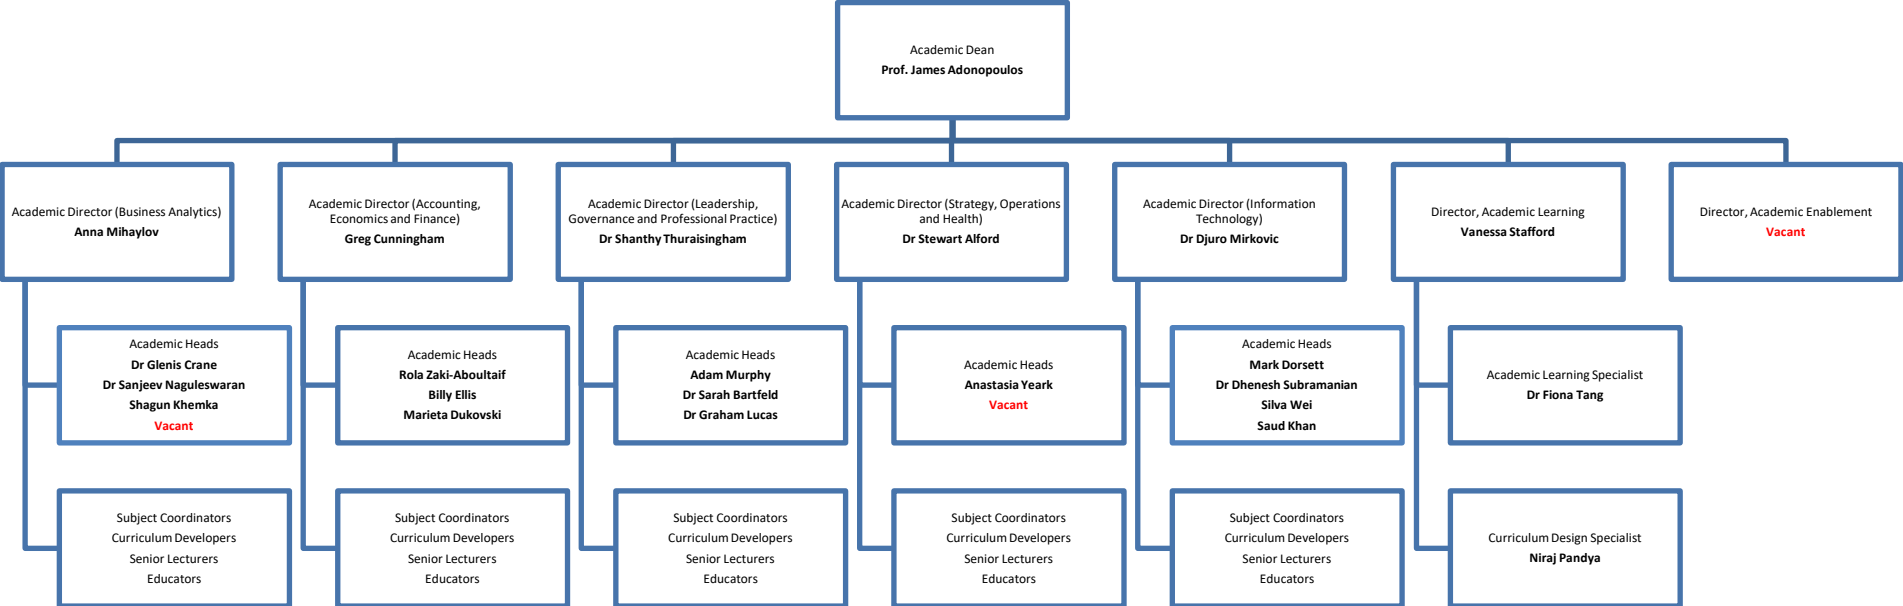 Academic Dean
Prof. James Adonopoulos
Academic Director (Business Analytics)
Anna Mihaylov
Academic Director (Accounting,
Economics and Finance)
Greg Cunningham
Academic Director (Leadership,
Governance and Professional Practice)
Dr Shanthy Thuraisingham
Academic Director (Strategy, Operations
and Health)
Dr Stewart Alford
Academic Director (Information
Technology)
Dr Djuro Mirkovic
Director, Academic Learning
Vanessa Stafford
Director, Academic Enablement
Vacant
Academic Heads
Dr Glenis Crane
Dr Sanjeev Naguleswaran
Shagun Khemka
Vacant
Academic Heads
Rola Zaki-Aboultaif
Billy Ellis
Marieta Dukovski
Academic Heads
Adam Murphy
Dr Sarah Bartfeld
Dr Graham Lucas
Academic Heads
Anastasia Yeark
Vacant
Academic Heads
Mark Dorsett
Dr Dhenesh Subramanian
Silva Wei
Saud Khan
Academic Learning Specialist
Dr Fiona Tang
Subject Coordinators
Curriculum Developers
Senior Lecturers
Educators
Subject Coordinators
Curriculum Developers
Senior Lecturers
Educators
Subject Coordinators
Curriculum Developers
Senior Lecturers
Educators
Subject Coordinators
Curriculum Developers
Senior Lecturers
Educators
Subject Coordinators
Curriculum Developers
Senior Lecturers
Educators
Curriculum Design Specialist
Niraj Pandya